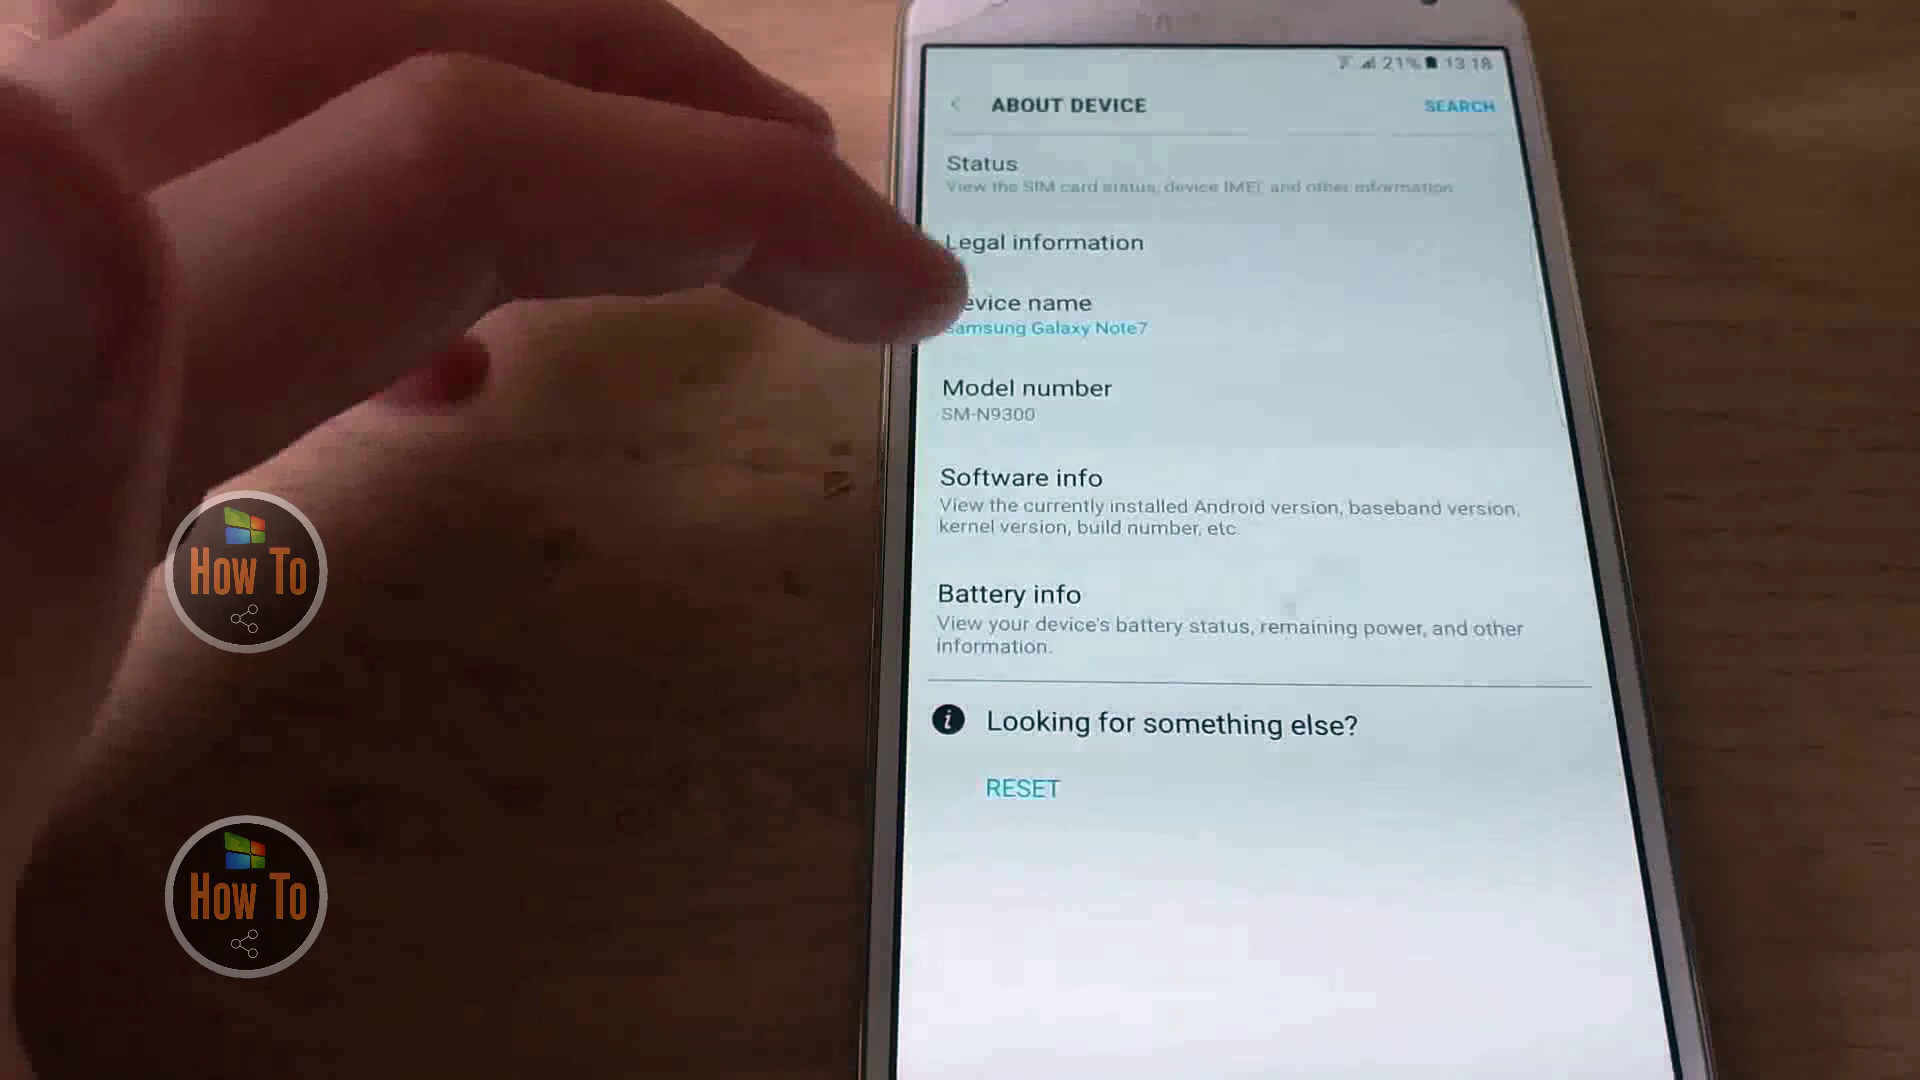 21% 13:18
ABOUT DEVICE
SEARCH
Status
View the SIM card status, device IMEI, and other information.
Legal information
evice name
Samsung Galaxy Note7
Model number
SM-N9300
Software info
View the currently installed Android version, baseband version,
kernel version, build number, etc.
Battery info
View your device's battery status, remaining power, and other
information.
Looking for something else?
RESET
How To
How To